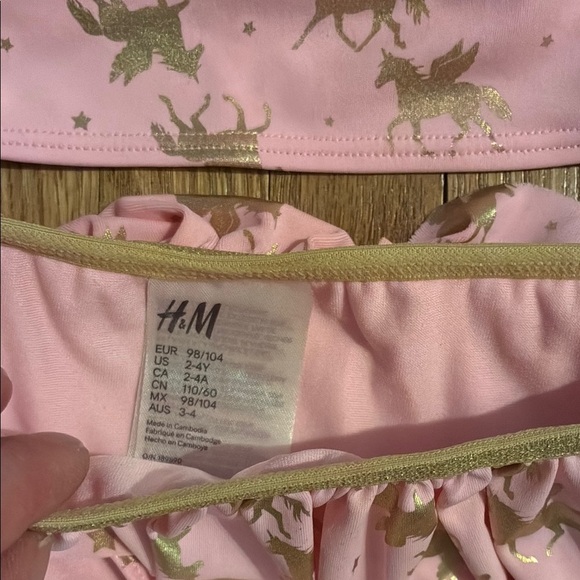 H&M
EUR 98/104
US 2-4Y
CA 2-4A
CN 110/60
MX 98/104
AUS 3-4
Made in Cambodia
Fabriqué en Cambodge
Hecho en Camboya
O/N